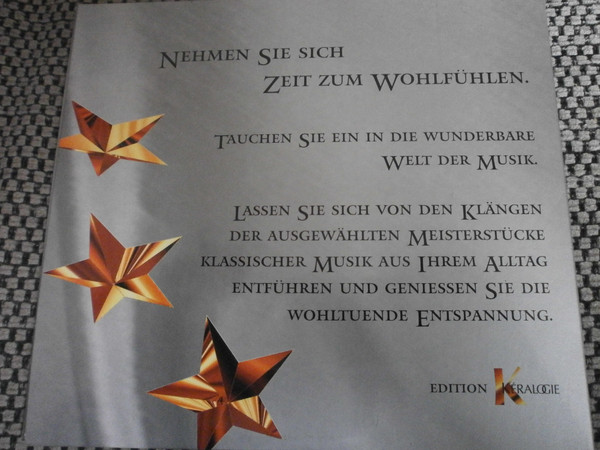 Nehmen Sie sich
Zeit zum Wohlfühlen.
Tauchen Sie ein in die wunderbare
Welt der Musik.
Lassen Sie sich von den Klängen
der ausgewählten Meisterstücke
klassischer Musik aus Ihrem Alltag
entführen und geniessen Sie die
wohltuende Entspannung.
Edition Kéralogie